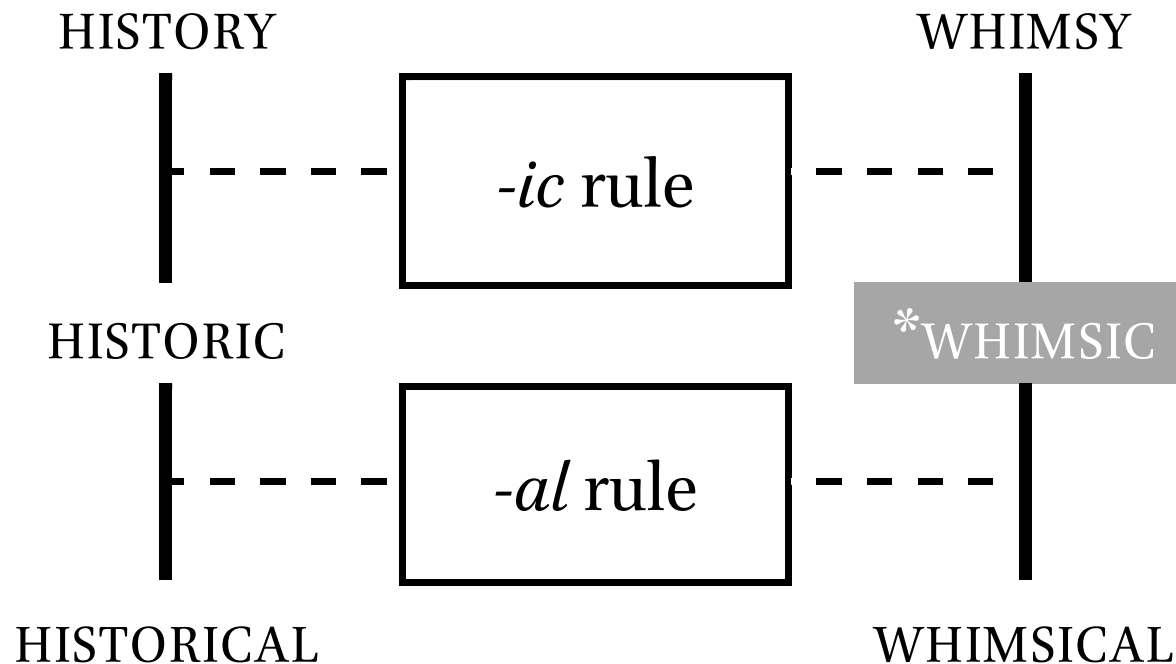 HISTORY WHIMSY
-ic rule
HISTORIC *WHIMSIC
-al rule
HISTORICAL WHIMSICAL